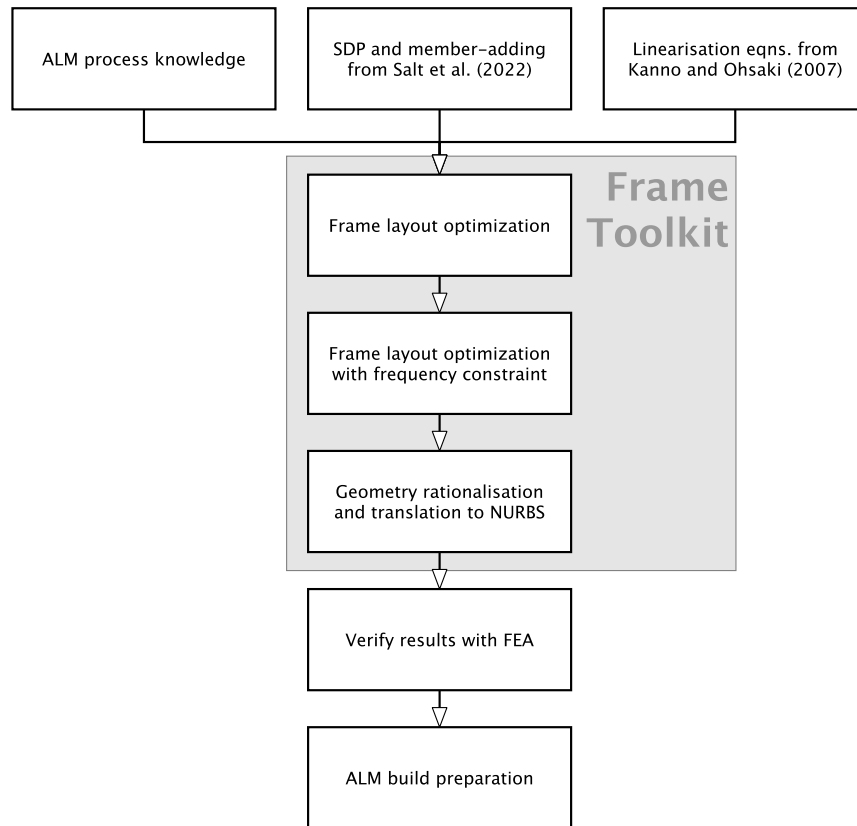 ALM process knowledge
SDP and member-adding
from Salt et al. (2022)
Linearisation eqns. from
Kanno and Ohsaki (2007)
Frame
Toolkit
Frame layout optimization
Frame layout optimization
with frequency constraint
Geometry rationalisation
and translation to NURBS
Verify results with FEA
ALM build preparation